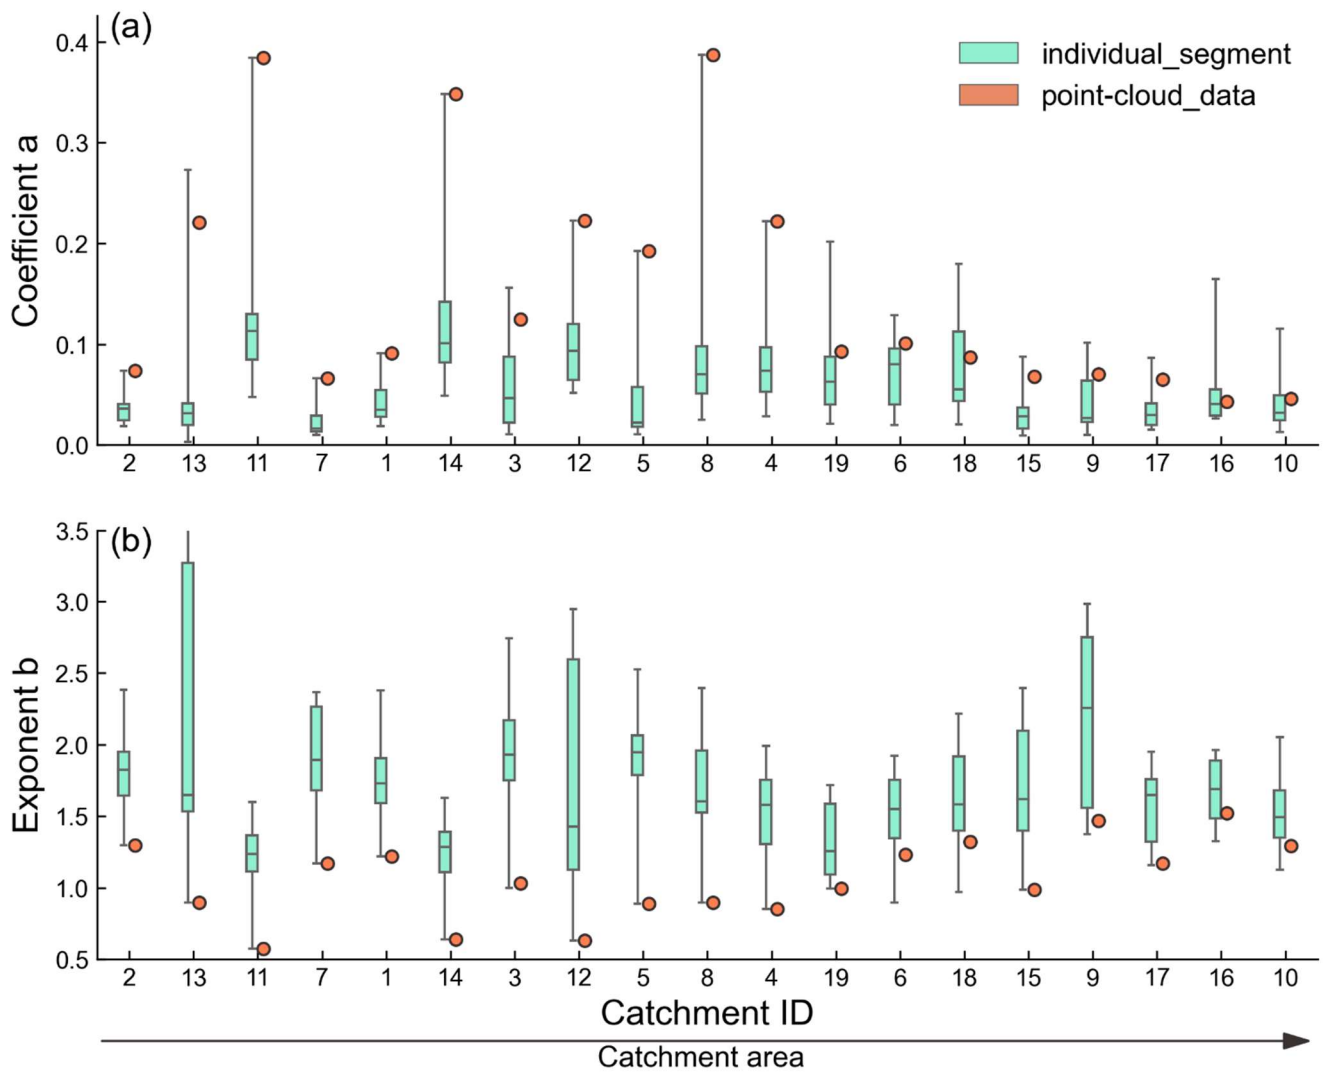 (a)
individual_segment
point-cloud_data
Coefficient a
0.4
0.3
0.2
0.1
0.0
2 13 11 7 1 14 3 12 5 8 4 19 6 18 15 9 17 16 10
(b)
Exponent b
3.5
3.0
2.5
2.0
1.5
1.0
0.5
2 13 11 7 1 14 3 12 5 8 4 19 6 18 15 9 17 16 10
Catchment ID
Catchment area